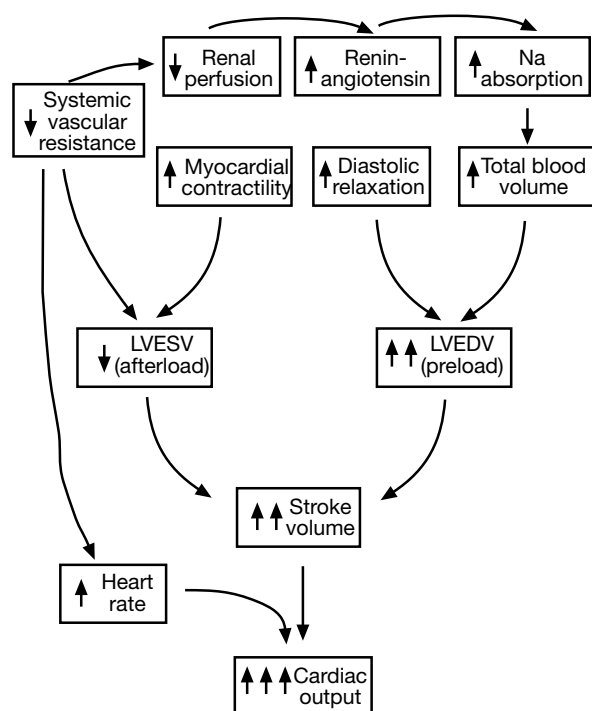 Renal
perfusion
Renin-
angiotensin
Na
absorption
Systemic
vascular
resistance
Myocardial
contractility
Diastolic
relaxation
Total blood
volume
LVESV
(afterload)
LVEDV
(preload)
Stroke
volume
Heart
rate
Cardiac
output